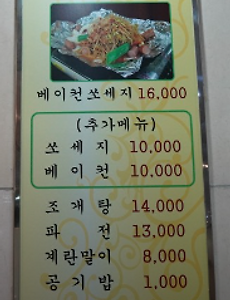 베이컨쏘세지 16,000
(추가메뉴)
쏘세지 10,000
베이컨 10,000
조개탕 14,000
파전 13,000
계란말이 8,000
공기밥 1,000